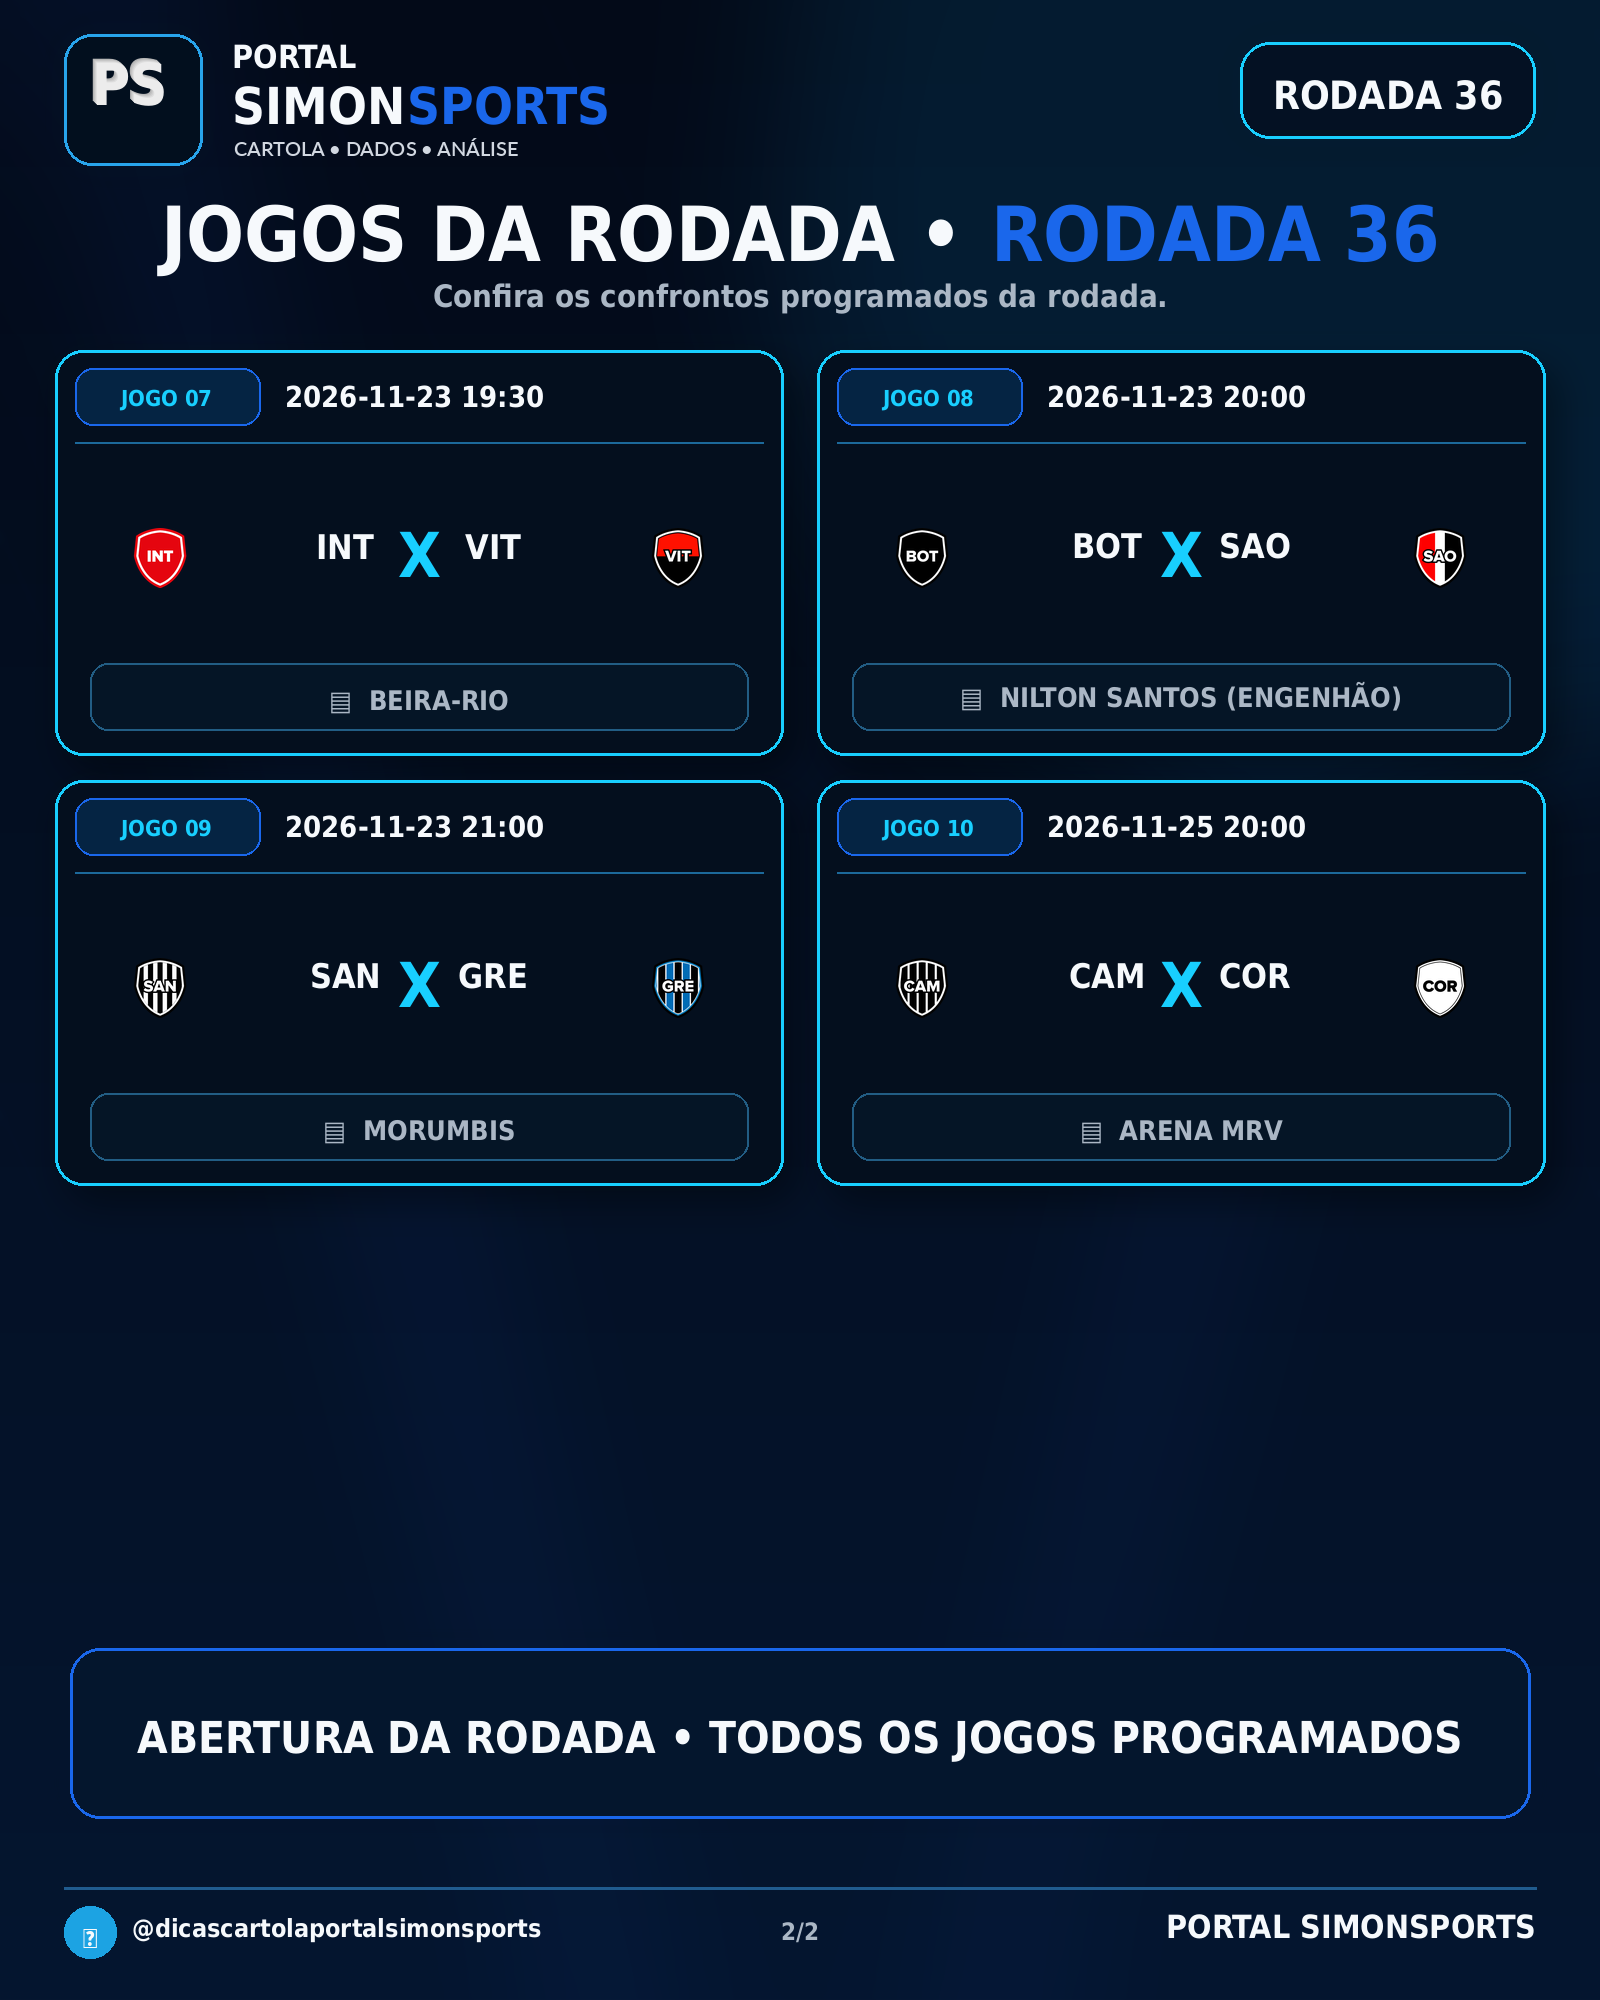 PS
PORTAL
SIMONSPORTS
CARTOLA • DADOS • ANÁLISE
RODADA 36
JOGOS DA RODADA • RODADA 36
Confira os confrontos programados da rodada.
JOGO 07 2026-11-23 19:30
INT INT X VIT VIT
BEIRA-RIO
JOGO 08 2026-11-23 20:00
BOT BOT X SAO SAO
NILTON SANTOS (ENGENHÃO)
JOGO 09 2026-11-23 21:00
SAN SAN X GRE GRE
MORUMBIS
JOGO 10 2026-11-25 20:00
CAM CAM X COR COR
ARENA MRV
ABERTURA DA RODADA • TODOS OS JOGOS PROGRAMADOS
@dicascartolaportalsimonsports
2/2
PORTAL SIMONSPORTS